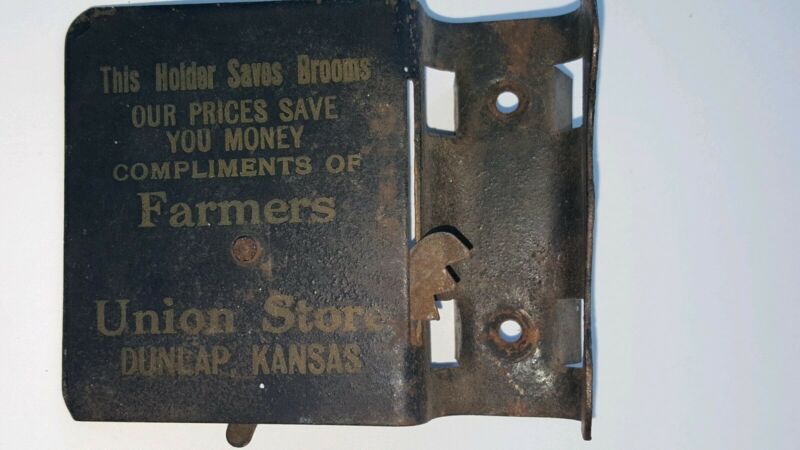 This Holder Saves Brooms
OUR PRICES SAVE
YOU MONEY
COMPLIMENTS OF
Farmers
Union Store
DUNLAP, KANSAS